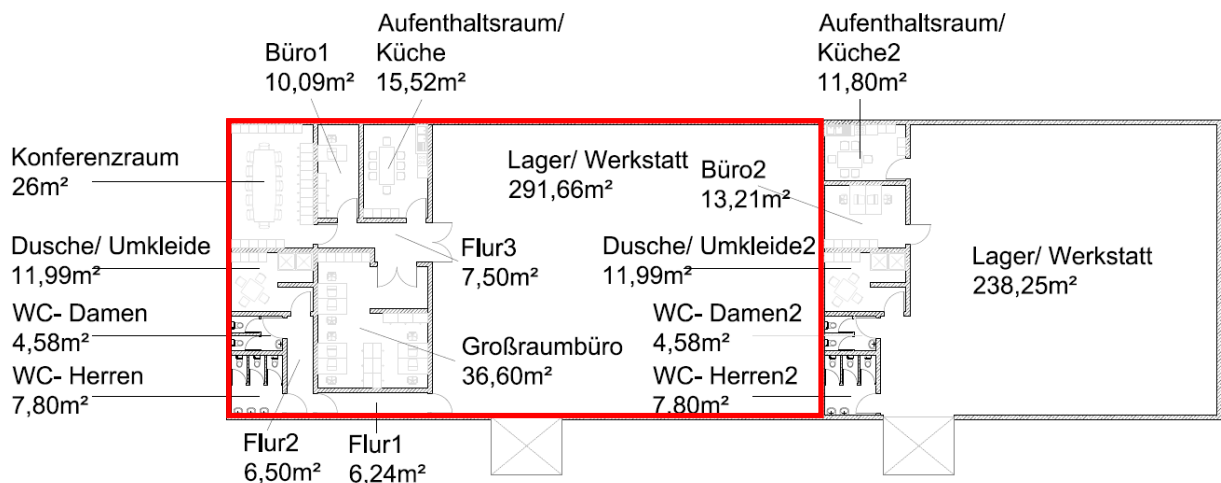 Aufenthaltsraum/
Küche
15,52m²
Aufenthaltsraum/
Küche2
11,80m²
Büro1
10,09m²
Konferenzraum
26m²
Lager/ Werkstatt
291,66m²
Büro2
13,21m²
Dusche/ Umkleide
11,99m²
Flur3
7,50m²
Dusche/ Umkleide2
11,99m²
Lager/ Werkstatt
238,25m²
WC- Damen
4,58m²
WC- Damen2
4,58m²
Großraumbüro
36,60m²
WC- Herren
7,80m²
WC- Herren2
7,80m²
Flur2
6,50m²
Flur1
6,24m²